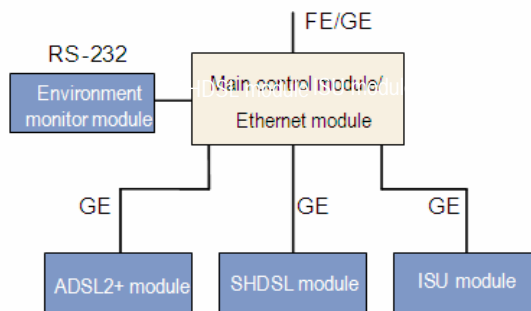 FE/GE
RS-232
Environment
monitor module
Main control module/
Ethernet module
GE
GE
GE
ADSL2+ module
SHDSL module
ISU module